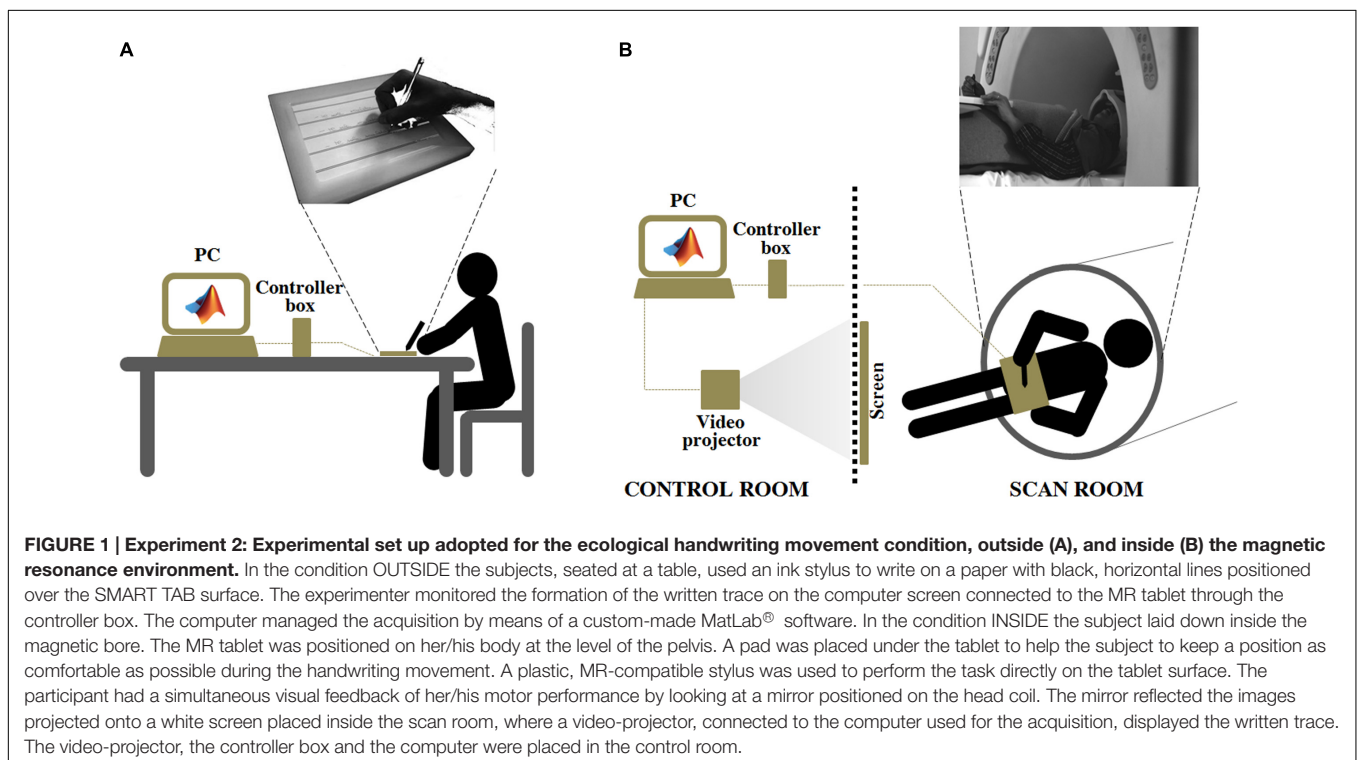 A
B
PC
Controller
box
PC
Controller
box
Video
projector
Screen
CONTROL ROOM
SCAN ROOM
FIGURE 1 | Experiment 2: Experimental set up adopted for the ecological handwriting movement condition, outside (A), and inside (B) the magnetic
resonance environment. In the condition OUTSIDE the subjects, seated at a table, used an ink stylus to write on a paper with black, horizontal lines positioned
over the SMART TAB surface. The experimenter monitored the formation of the written trace on the computer screen connected to the MR tablet through the
controller box. The computer managed the acquisition by means of a custom-made MatLab® software. In the condition INSIDE the subject laid down inside the
magnetic bore. The MR tablet was positioned on her/his body at the level of the pelvis. A pad was placed under the tablet to help the subject to keep a position as
comfortable as possible during the handwriting movement. A plastic, MR-compatible stylus was used to perform the task directly on the tablet surface. The
participant had a simultaneous visual feedback of her/his motor performance by looking at a mirror positioned on the head coil. The mirror reflected the images
projected onto a white screen placed inside the scan room, where a video-projector, connected to the computer used for the acquisition, displayed the written trace.
The video-projector, the controller box and the computer were placed in the control room.